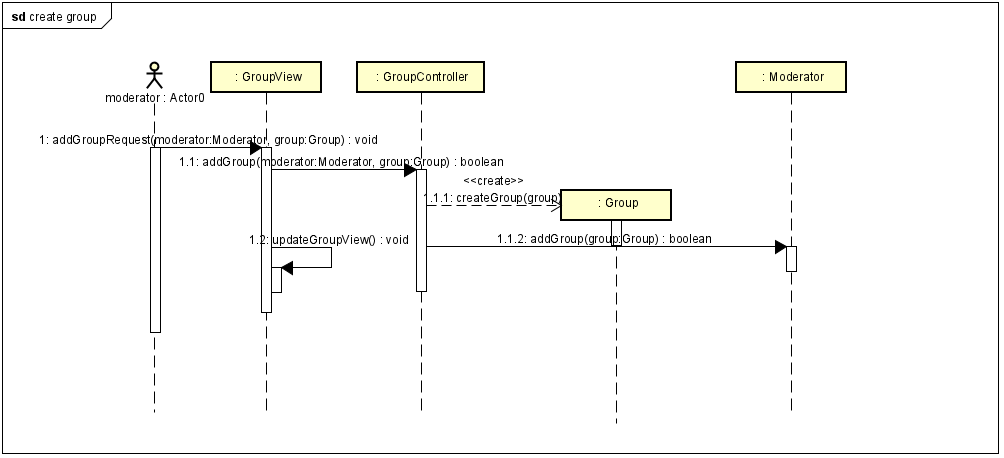 sd create group
: GroupView
: GroupController
: Moderator
moderator : Actor0
1: addGroupRequest(moderator:Moderator, group:Group) : void
1.1: addGroup(moderator:Moderator, group:Group) : boolean
<<create>>
1.1.1: createGroup(group)
: Group
1.2: updateGroupView() : void
1.1.2: addGroup(group:Group) : boolean